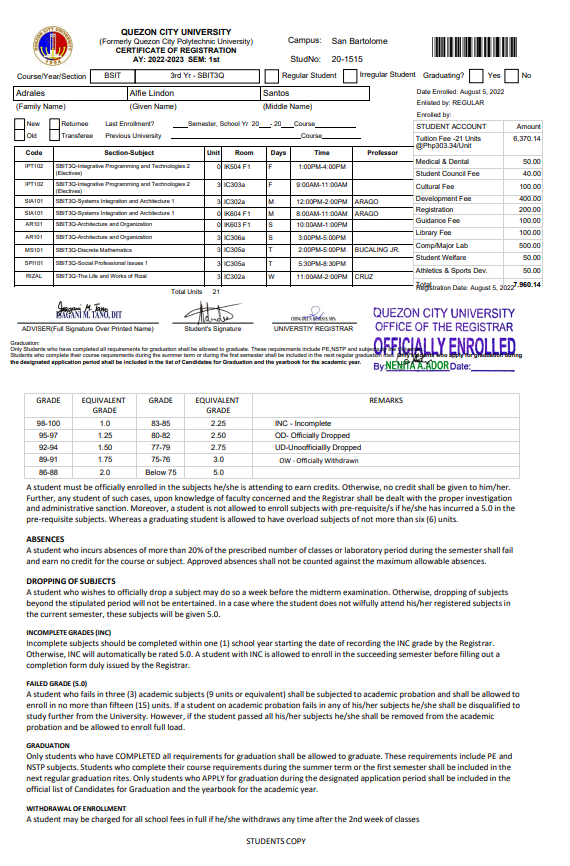 QUEZON CITY UNIVERSITY
(Formerly Quezon City Polytechnic University)
CERTIFICATE OF REGISTRATION
AY: 2022-2023 SEM: 1st
Campus: San Bartolome
StudNo: 20-1515
Course/Year/Section BSIT 3rd Yr - SBIT3Q Regular Student Irregular Student Graduating? Yes No
Adrales Alfie Lindon Santos
(Family Name) (Given Name) (Middle Name)
Date Enrolled: August 5, 2022
Enlisted by: REGULAR
Enrolled by:
New Returnee Last Enrollment? Semester, School Yr 20 - 20 Course
Old Transferee Previous University Course
Code Section-Subject Unit Room Days Time Professor
IPT102 SBIT3Q-Integrative Programming and Technologies 2 (Electives) 0 IK504 F1 F 1:00PM-4:00PM
IPT102 SBIT3Q-Integrative Programming and Technologies 2 (Electives) 3 IC303a F 9:00AM-11:00AM
SIA101 SBIT3Q-Systems Integration and Architecture 1 3 IC302a M 12:00PM-2:00PM ARAGO
SIA101 SBIT3Q-Systems Integration and Architecture 1 0 IK604 F1 M 8:00AM-11:00AM ARAGO
AR101 SBIT3Q-Architecture and Organization 0 IK603 F1 S 10:00AM-1:00PM
AR101 SBIT3Q-Architecture and Organization 3 IC306a S 3:00PM-5:00PM
MS101 SBIT3Q-Discrete Mathematics 3 IC305a T 2:00PM-5:00PM BUCALING JR.
SPI101 SBIT3Q-Social Professional Issues 1 3 IC305a T 5:30PM-8:30PM
RIZAL SBIT3Q-The Life and Works of Rizal 3 IC302a W 11:00AM-2:00PM CRUZ
Total Units 21
STUDENT ACCOUNT Amount
Tuition Fee -21 Units @Php303.34/Unit 6,370.14
Medical & Dental 50.00
Student Council Fee 40.00
Cultural Fee 100.00
Development Fee 400.00
Registration 200.00
Guidance Fee 100.00
Library Fee 100.00
Comp/Major Lab 500.00
Student Welfare 50.00
Athletics & Sports Dev. 50.00
Total 7,960.14
Registration Date: August 5, 2022
BAGANI M. TANO, DIT
ADVISER(Full Signature Over Printed Name) Student's Signature UNIVERSTIY REGISTRAR
QUEZON CITY UNIVERSITY
OFFICE OF THE REGISTRAR
OFFICIALLY ENROLLED
By: NENITA A. ADOR Date:
Graduation:
Only Students who have completed all requirements for graduation shall be allowed to graduate. These requirements include PE,NSTP and
Students who complete their course requirements during the summer term or during the first semester shall be included in the next regular graduation rites. Only students who apply for graduation during
the designated application period shall be included in the list of Candidates for Graduation and the yearbook for the academic year.
GRADE EQUIVALENT GRADE GRADE EQUIVALENT GRADE REMARKS
98-100 1.0 83-85 2.25 INC - Incomplete
95-97 1.25 80-82 2.50 OD- Officially Dropped
92-94 1.50 77-79 2.75 UD-Unofficiallly Dropped
89-91 1.75 75-76 3.0 OW - Officially Withdrawn
86-88 2.0 Below 75 5.0
A student must be officially enrolled in the subjects he/she is attending to earn credits. Otherwise, no credit shall be given to him/her.
Further, any student of such cases, upon knowledge of faculty concerned and the Registrar shall be dealt with the proper investigation
and administrative sanction. Moreover, a student is not allowed to enroll subjects with pre-requisite/s if he/she has incurred a 5.0 in the
pre-requisite subjects. Whereas a graduating student is allowed to have overload subjects of not more than six (6) units.
ABSENCES
A student who incurs absences of more than 20% of the prescribed number of classes or laboratory period during the semester shall fail
and earn no credit for the course or subject. Approved absences shall not be counted against the maximum allowable absences.
DROPPING OF SUBJECTS
A student who wishes to officially drop a subject may do so a week before the midterm examination. Otherwise, dropping of subjects
beyond the stipulated period will not be entertained. In a case where the student does not wilfully attend his/her registered subjects in
the current semester, these subjects will be given 5.0.
INCOMPLETE GRADES (INC)
Incomplete subjects should be completed within one (1) school year starting the date of recording the INC grade by the Registrar.
Otherwise, INC will automatically be rated 5.0. A student with INC is allowed to enroll in the succeeding semester before filling out a
completion form duly issued by the Registrar.
FAILED GRADE (5.0)
A student who fails in three (3) academic subjects (9 units or equivalent) shall be subjected to academic probation and shall be allowed
to enroll in no more than fifteen (15) units. If a student on academic probation fails in any of his/her subjects he/she shall be disqualified to
study further from the University. However, if the student passed all his/her subjects he/she shall be removed from the academic
probation and be allowed to enroll full load.
GRADUATION
Only students who have COMPLETED all requirements for graduation shall be allowed to graduate. These requirements include PE and
NSTP subjects. Students who complete their course requirements during the summer term or the first semester shall be included in the
next regular graduation rites. Only students who APPLY for graduation during the designated application period shall be included in the
official list of Candidates for Graduation and the yearbook for the academic year.
WITHDRAWAL OF ENROLLMENT
A student may be charged for all school fees in full if he/she withdraws any time after the 2nd week of classes
STUDENTS COPY